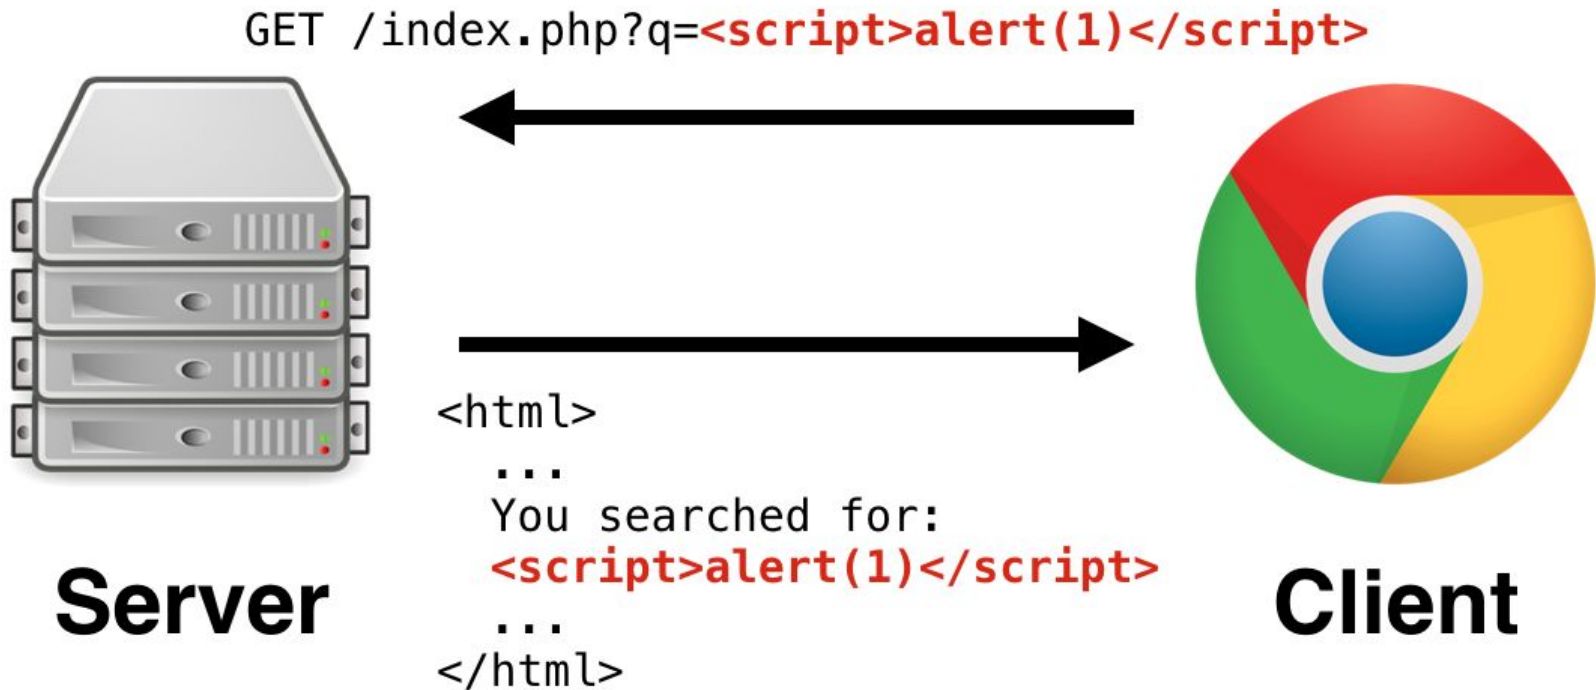 GET /index.php?q=<script>alert(1)</script>
<html>
...
You searched for:
<script>alert(1)</script>
...
</html>
Server
Client